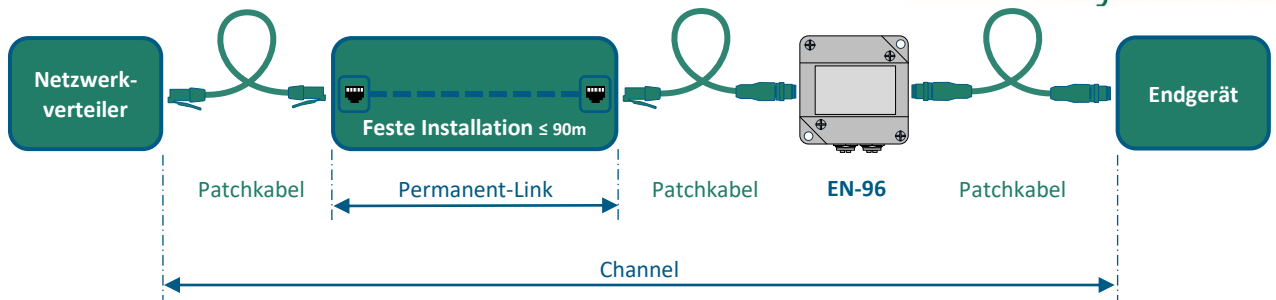 Netzwerk-
verteiler
Feste Installation ≤ 90m
Endgerät
Patchkabel
Permanent-Link
Patchkabel
EN-96
Patchkabel
Channel